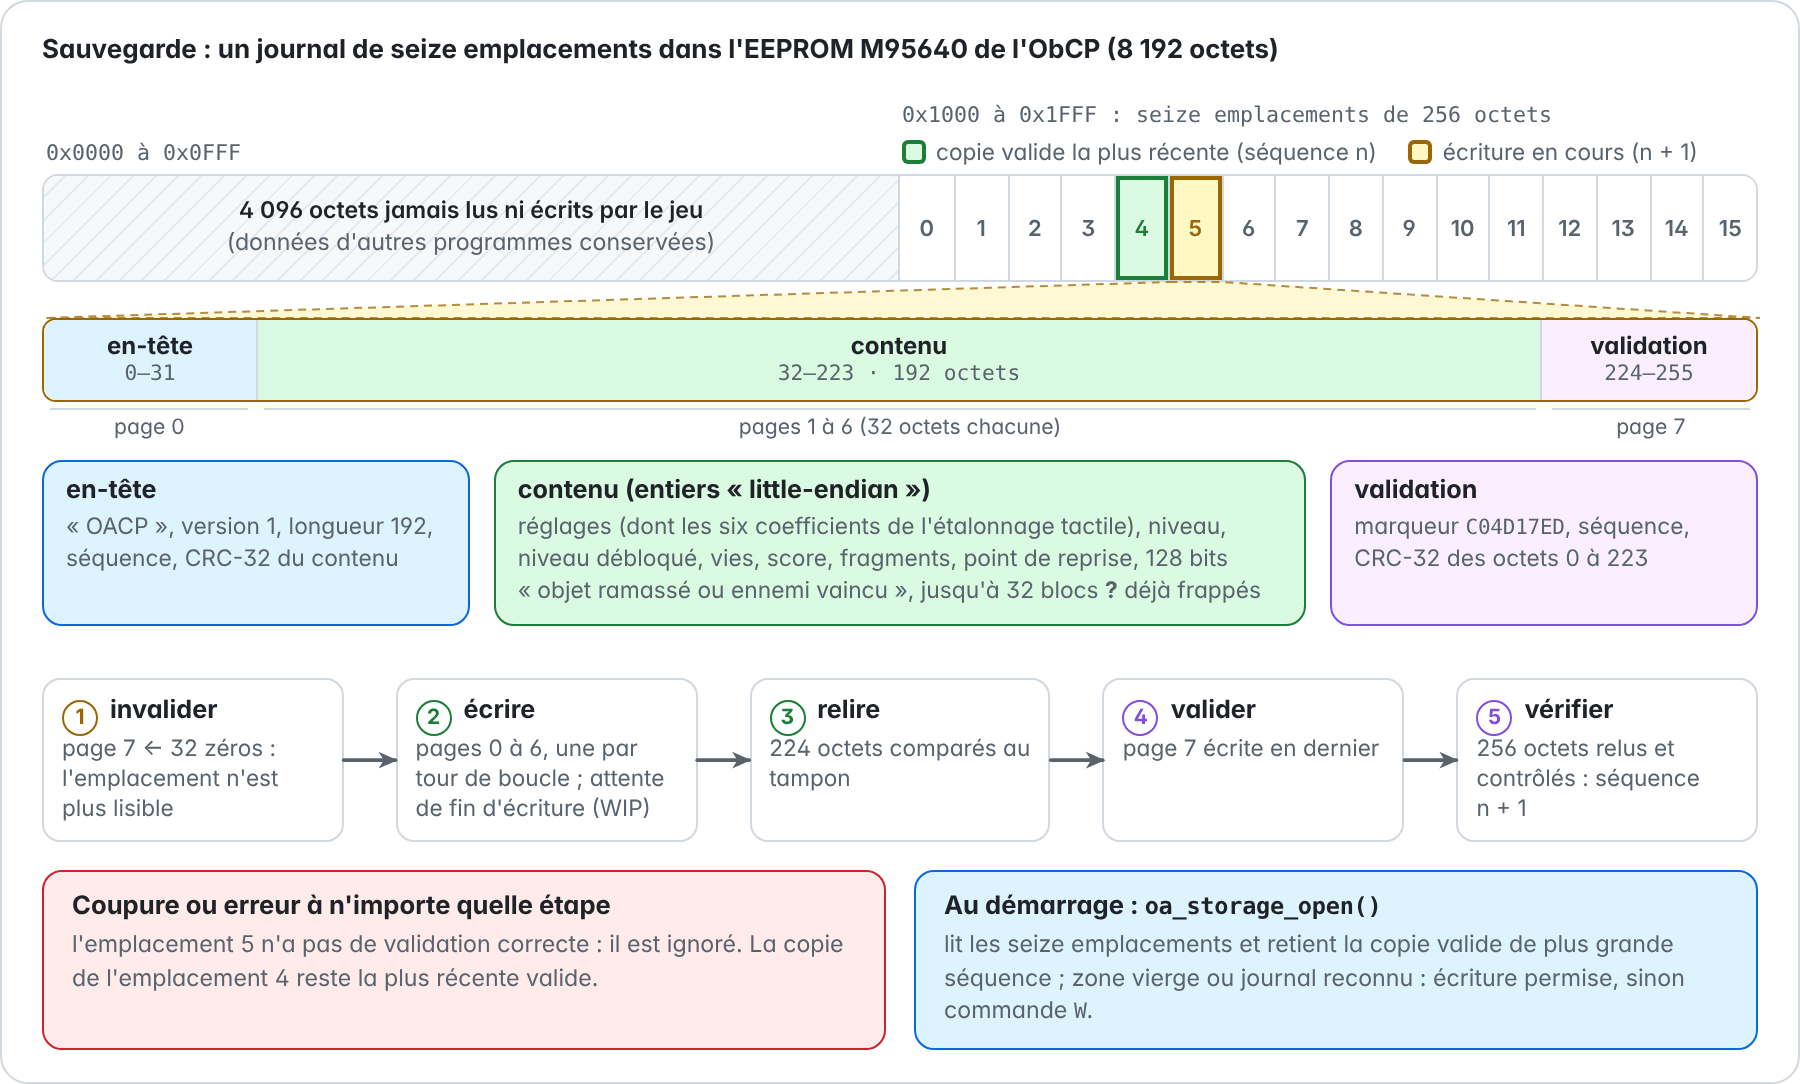 Sauvegarde : un journal de seize emplacements dans l'EEPROM M95640 de l'ObCP (8 192 octets)
0x1000 à 0x1FFF : seize emplacements de 256 octets
0x0000 à 0x0FFF
copie valide la plus récente (séquence n)
écriture en cours (n + 1)
4 096 octets jamais lus ni écrits par le jeu
(données d'autres programmes conservées)
0 1 2 3 4 5 6 7 8 9 10 11 12 13 14 15
en-tête
0–31
contenu
32–223 · 192 octets
validation
224–255
page 0
pages 1 à 6 (32 octets chacune)
page 7
en-tête
« OACP », version 1, longueur 192,
séquence, CRC-32 du contenu
contenu (entiers « little-endian »)
réglages (dont les six coefficients de l'étalonnage tactile), niveau,
niveau débloqué, vies, score, fragments, point de reprise, 128 bits
« objet ramassé ou ennemi vaincu », jusqu'à 32 blocs ? déjà frappés
validation
marqueur C04D17ED, séquence,
CRC-32 des octets 0 à 223
1 invalider
page 7 ← 32 zéros :
l'emplacement n'est
plus lisible
2 écrire
pages 0 à 6, une par
tour de boucle ; attente
de fin d'écriture (WIP)
3 relire
224 octets comparés au
tampon
4 valider
page 7 écrite en dernier
5 vérifier
256 octets relus et
contrôlés : séquence
n + 1
Coupure ou erreur à n'importe quelle étape
l'emplacement 5 n'a pas de validation correcte : il est ignoré. La copie
de l'emplacement 4 reste la plus récente valide.
Au démarrage : oa_storage_open()
lit les seize emplacements et retient la copie valide de plus grande
séquence ; zone vierge ou journal reconnu : écriture permise, sinon
commande W.